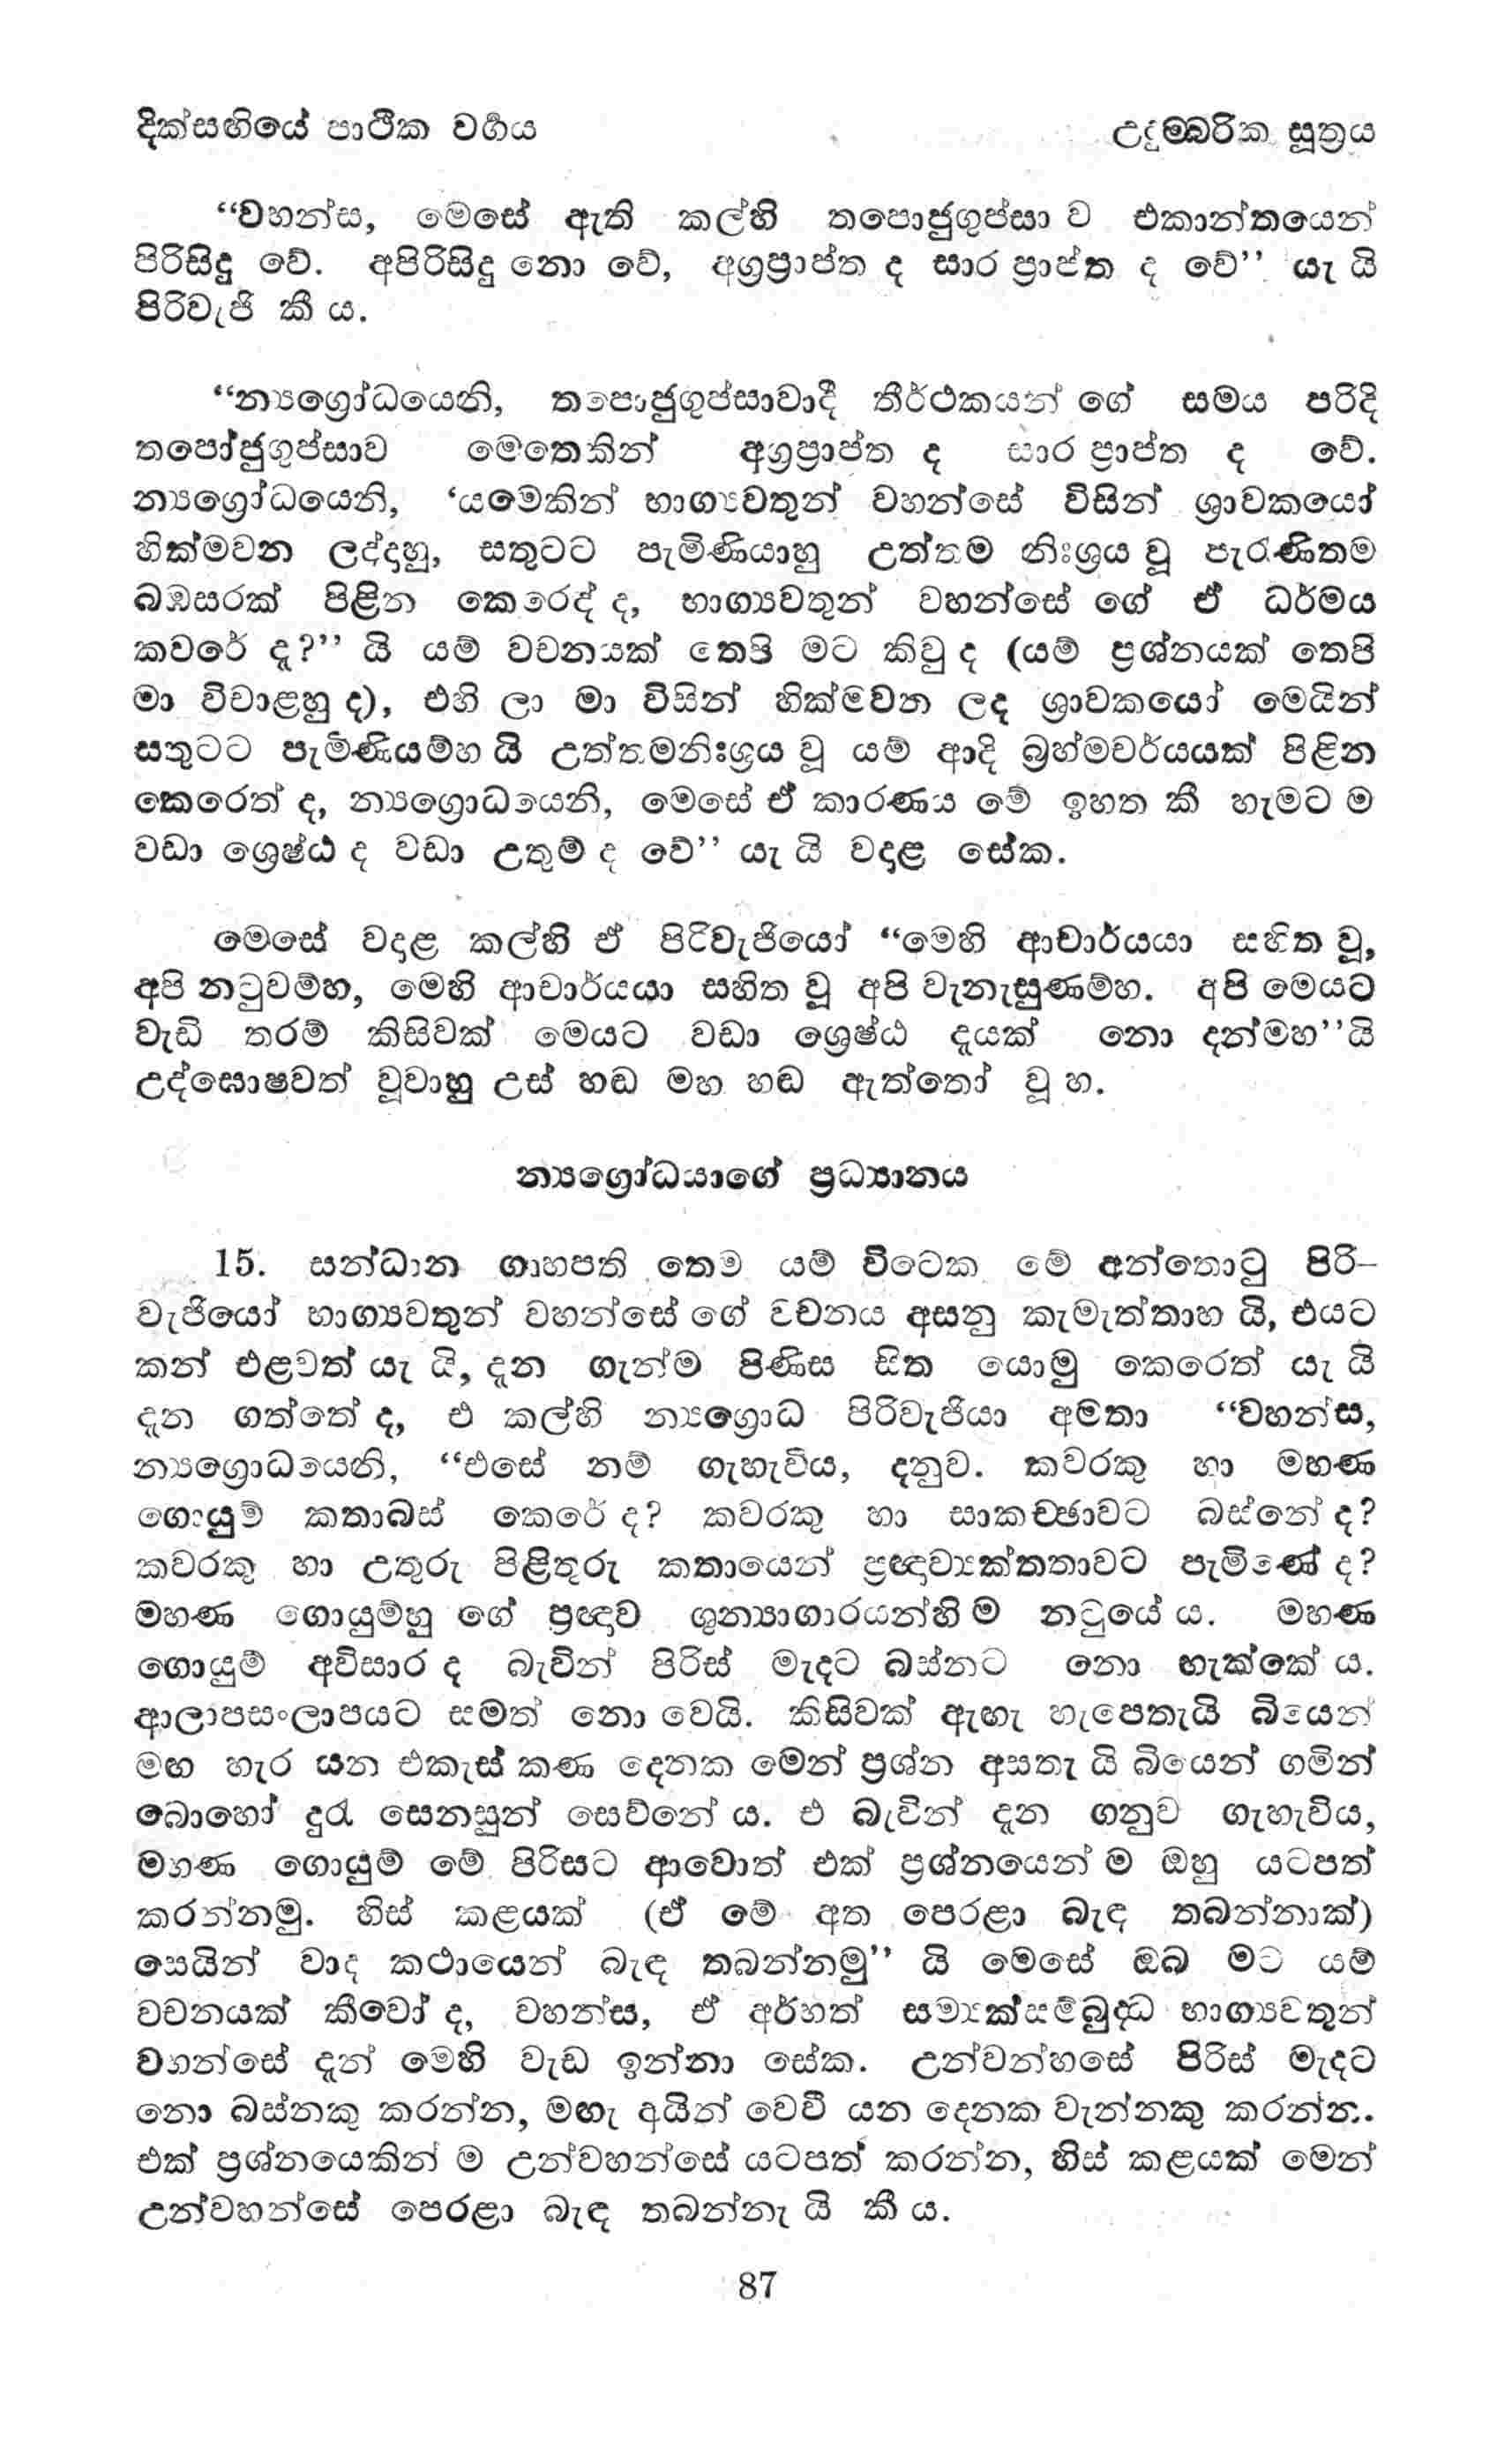 දික්සඟියේ පාථික වර්‍ගය
උදුම්බරික සූත්‍රය
“වහන්ස, මෙසේ ඇති කල්හි තපොජුගුප්සා ව එකාන්තයෙන්
පිරිසිදු වේ. අපිරිසිදු නො වේ, අග්‍රප්‍රාප්ත ද සාර ප්‍රාප්ත ද වේ” යැ යි
පිරිවැජි කී ය.
“න්‍යග්‍රෝධයෙනි, තපොජුගුප්සාවාදී තීර්ථකයන් ගේ සමය පරිදි
තපෝජුගුප්සාව මෙතෙකින් අග්‍රප්‍රාප්ත ද සාර ප්‍රාප්ත ද වේ.
න්‍යග්‍රෝධයෙනි, ‘යමෙකින් භාග්‍යවතුන් වහන්සේ විසින් ශ්‍රාවකයෝ
හික්මවන ලද්දාහු, සතුටට පැමිණියාහු උත්තම නිඃශ්‍රය වූ පැරණිතම
බඹසරක් පිළින කෙරෙද් ද, භාග්‍යවතුන් වහන්සේ ගේ ඒ ධර්මය
කවරේ දැ?” යි යම් වචනයක් තෙපි මට කිවු ද (යම් ප්‍රශ්නයක් තෙපි
මා විචාළහු ද), එහි ලා මා විසින් හික්මවන ලද ශ්‍රාවකයෝ මෙයින්
සතුටට පැමිණියම්හ යි උත්තමනිඃශ්‍රය වූ යම් ආදි බ්‍රහ්මචර්යයක් පිළින
කෙරෙත් ද, න්‍යග්‍රොධයෙනි, මෙසේ ඒ කාරණය මේ ඉහත කී හැමට ම
වඩා ශ්‍රෙෂ්ඨ ද වඩා උතුම් ද වේ” යැ යි වදාළ සේක.
මෙසේ වදාළ කල්හි ඒ පිරිවැජියෝ “මෙහි ආචාර්යයා සහිත වූ,
අපි නටුවම්හ, මෙහි ආචාර්යයා සහිත වූ අපි වැනැසුණම්හ. අපි මෙයට
වැඩි තරම් කිසිවක් මෙයට වඩා ශ්‍රෙෂ්ඨ දැයක් නො දන්මහ”යි
උද්ඝොෂවත් වූවාහු උස් හඬ මහ හඬ ඇත්තෝ වූ හ.
න්‍යග්‍රෝධයාගේ ප්‍රධ්‍යානය
15. සන්ධාන ගෘහපති තෙම යම් විටෙක මේ අන්තොටු පිරි–
වැජියෝ භාග්‍යවතුන් වහන්සේ ගේ වචනය අසනු කැමැත්තාහ යි, එයට
කන් එළවත් යැ යි, දැන ගැන්ම පිණිස සිත යොමු කෙරෙත් යැ යි
දැන ගත්තේ ද, එ කල්හි න්‍යග්‍රොධ පිරිවැජියා අමතා “වහන්ස,
න්‍යග්‍රොධයෙනි, “එසේ නම් ගැහැවිය, දනුව. කවරකු හා මහණ
ගොයුම් කතාබස් කෙරේ ද? කවරකු හා සාකච්ඡාවට බස්නේ ද?
කවරකු හා උතුරු පිළිතුරු කතායෙන් ප්‍රඥාව්‍යක්තතාවට පැමිණේ ද?
මහණ ගොයුම්හු ගේ ප්‍රඥාව ශුන්‍යාගාරයන්හි ම නටුයේ ය. මහණ
ගොයුම් අවිසාර ද බැවින් පිරිස් මැදට බස්නට නො හැක්කේ ය.
ආලාපසංලාපයට සමත් නො වෙයි. කිසිවක් ඇඟැ හැපෙතැයි බියෙන්
මඟ හැර යන එකැස් කණ දෙනක මෙන් ප්‍රශ්න අසතැ යි බියෙන් ගමින්
බොහෝ දුරැ සෙනසුන් සෙව්නේ ය. එ බැවින් දැන ගනුව ගැහැවිය,
මහණ ගොයුම් මේ පිරිසට ආවොත් එක් ප්‍රශ්නයෙන් ම ඔහු යටපත්
කරන්නමු. හිස් කළයක් (ඒ මේ අත පෙරළා බැඳ තබන්නාක්)
සෙයින් වාද කථායෙන් බැඳ තබන්නමු” යි මෙසේ ඔබ මට යම්
වචනයක් කීවෝ ද, වහන්ස, ඒ අර්හත් සම්‍යක්සම්බුද්ධ භාග්‍යවතුන්
වහන්සේ දැන් මෙහි වැඩ ඉන්නා සේක. උන්වන්හසේ පිරිස් මැදට
නො බස්නකු කරන්න, මඟැ අයින් වෙවී යන දෙනක වැන්නකු කරන්න.
එක් ප්‍රශ්නයෙකින් ම උන්වහන්සේ යටපත් කරන්න, හිස් කළයක් මෙන්
උන්වහන්සේ පෙරළා බැඳ තබන්නැ යි කී ය.
87